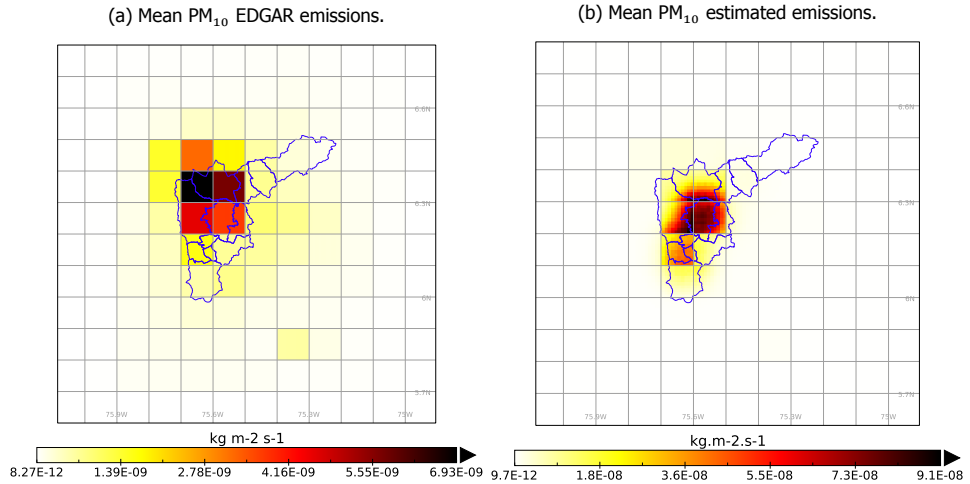 (a) Mean PM₁₀ EDGAR emissions.
6.6N
6.3N
6N
5.7N
75.9W 75.6W 75.3W 75W
kg m-2 s-1
8.27E-12 1.39E-09 2.78E-09 4.16E-09 5.55E-09 6.93E-09
(b) Mean PM₁₀ estimated emissions.
6.6N
6.3N
6N
5.7N
75.9W 75.6W 75.3W 75W
kg.m-2.s-1
9.7E-12 1.8E-08 3.6E-08 5.5E-08 7.3E-08 9.1E-08